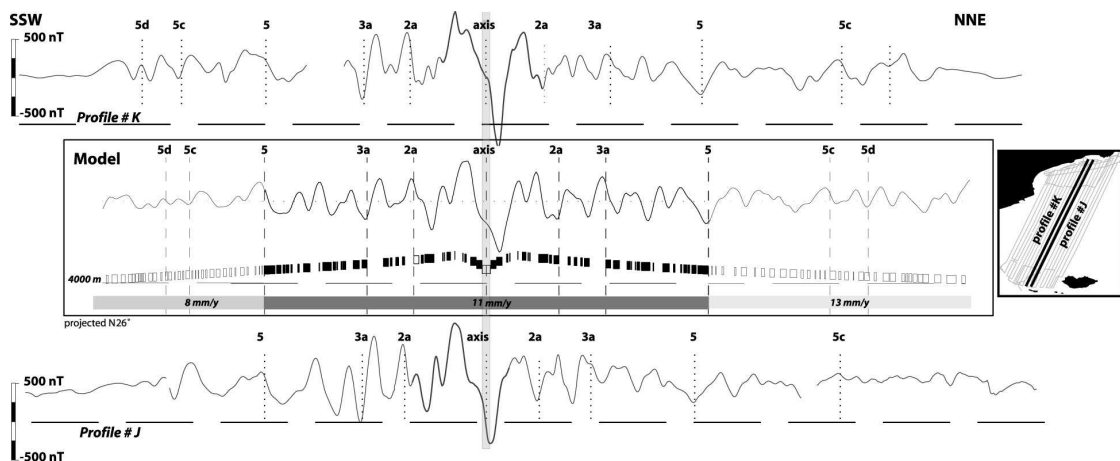 SSW
NNE
5d 5c 5 3a 2a axis 2a 3a 5 5c
500 nT
-500 nT
Profile # K
Model
5d 5c 5 3a 2a axis 2a 3a 5 5c 5d
4000 m
8 mm/y 11 mm/y 13 mm/y
projected N26°
profile #K
profile #J
5 3a 2a axis 2a 3a 5 5c
500 nT
Profile # J
-500 nT